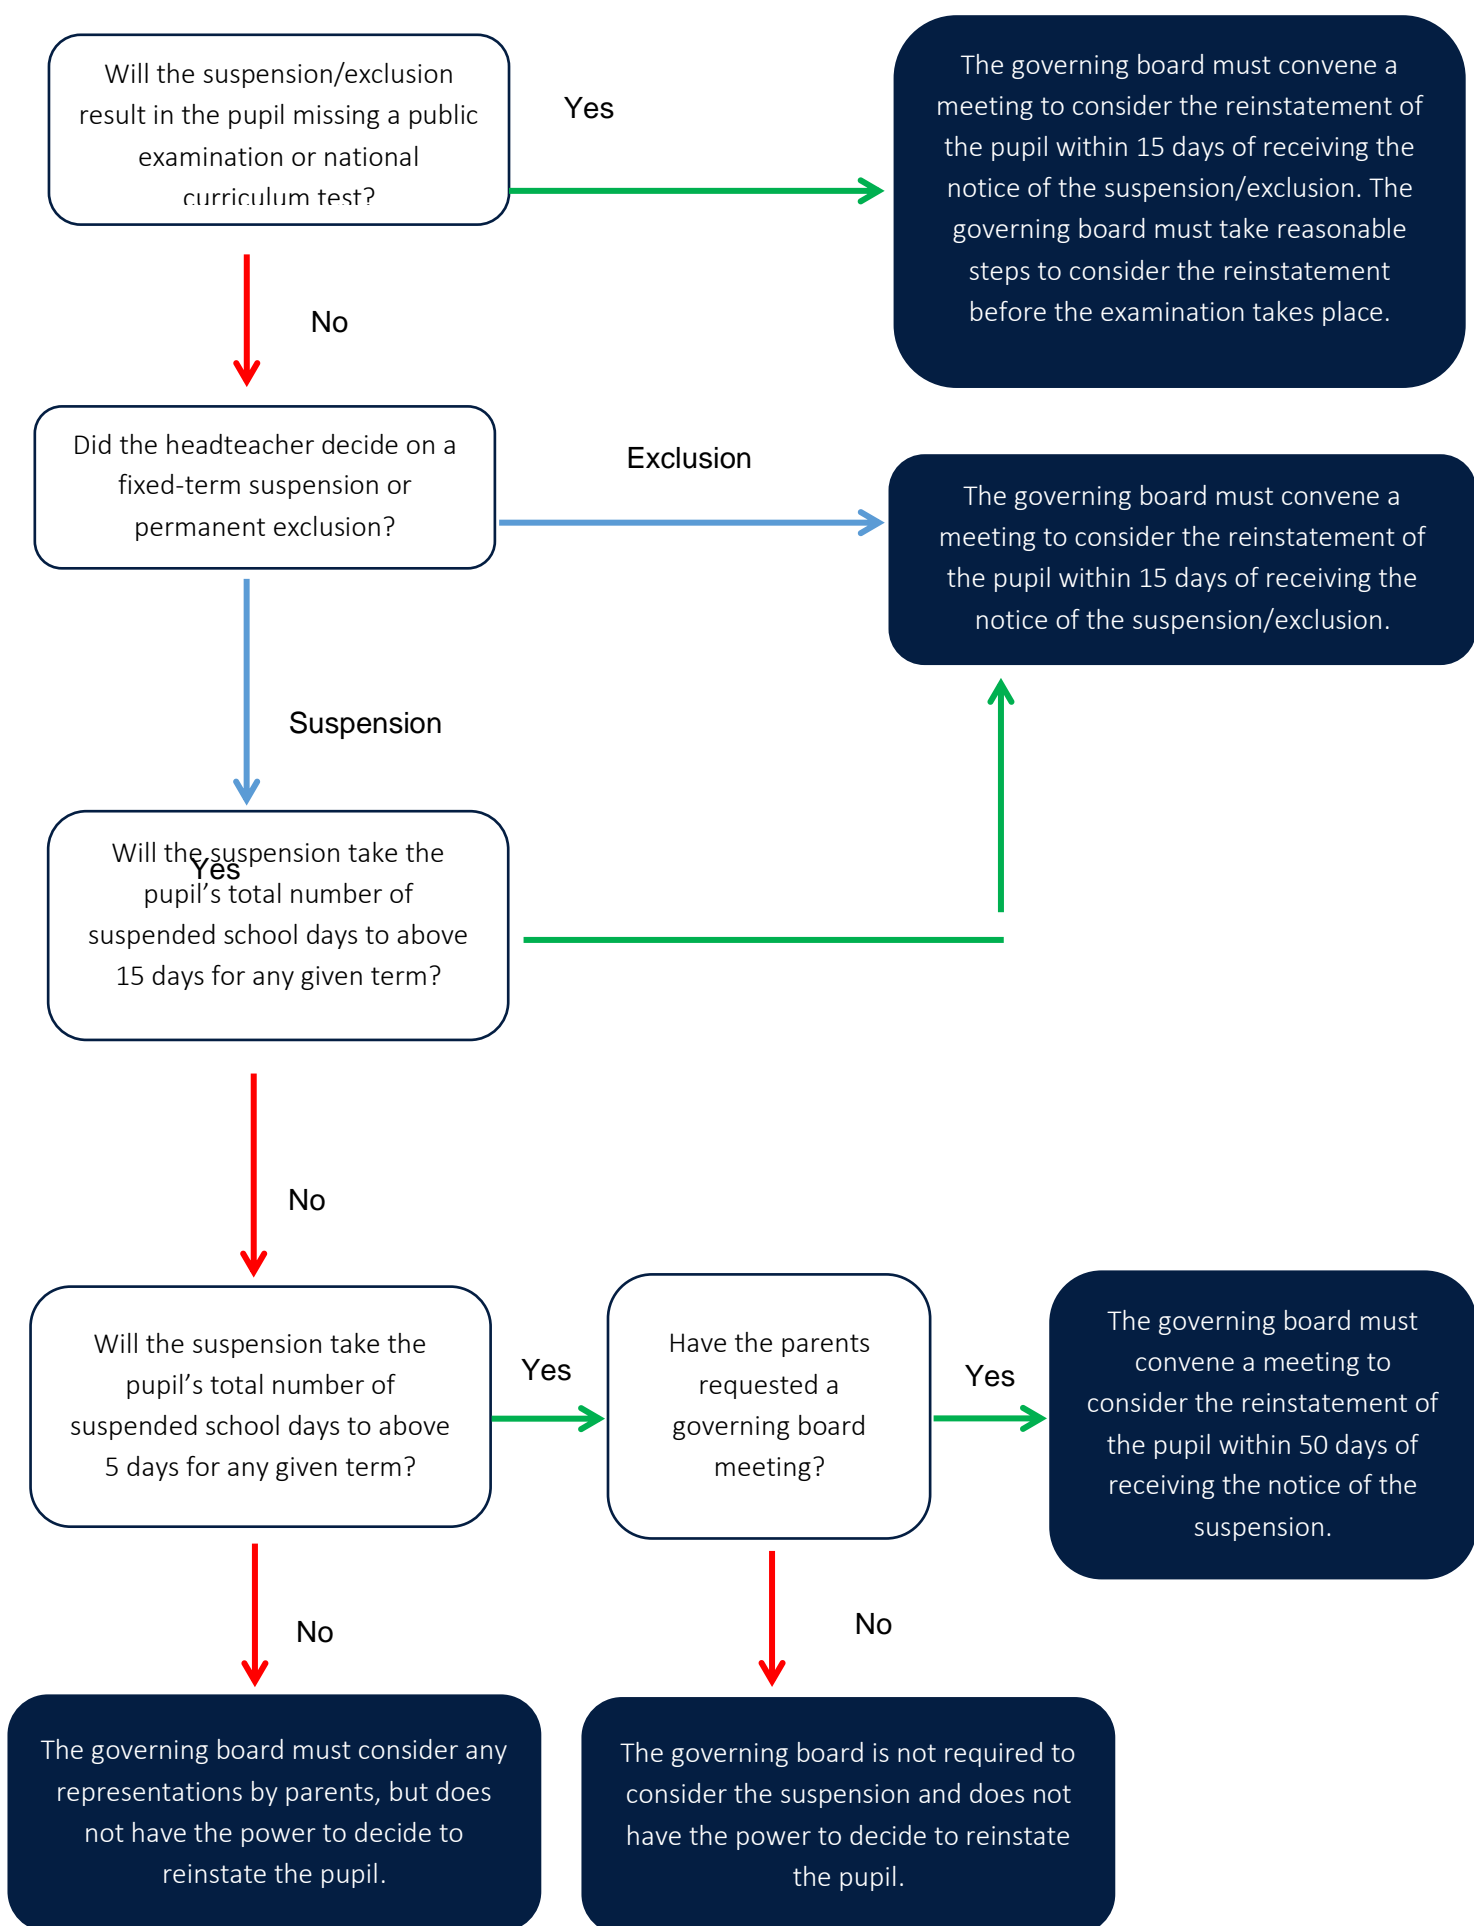 Will the suspension/exclusion
result in the pupil missing a public
examination or national
curriculum test?
Yes
The governing board must convene a
meeting to consider the reinstatement of
the pupil within 15 days of receiving the
notice of the suspension/exclusion. The
governing board must take reasonable
steps to consider the reinstatement
before the examination takes place.
No
Did the headteacher decide on a
fixed-term suspension or
permanent exclusion?
Exclusion
The governing board must convene a
meeting to consider the reinstatement of
the pupil within 15 days of receiving the
notice of the suspension/exclusion.
Suspension
Will the suspension take the
pupil’s total number of
suspended school days to above
15 days for any given term?
Yes
No
Will the suspension take the
pupil’s total number of
suspended school days to above
5 days for any given term?
Yes
Have the parents
requested a
governing board
meeting?
Yes
The governing board must
convene a meeting to
consider the reinstatement of
the pupil within 50 days of
receiving the notice of the
suspension.
No
No
The governing board must consider any
representations by parents, but does
not have the power to decide to
reinstate the pupil.
The governing board is not required to
consider the suspension and does not
have the power to decide to reinstate
the pupil.